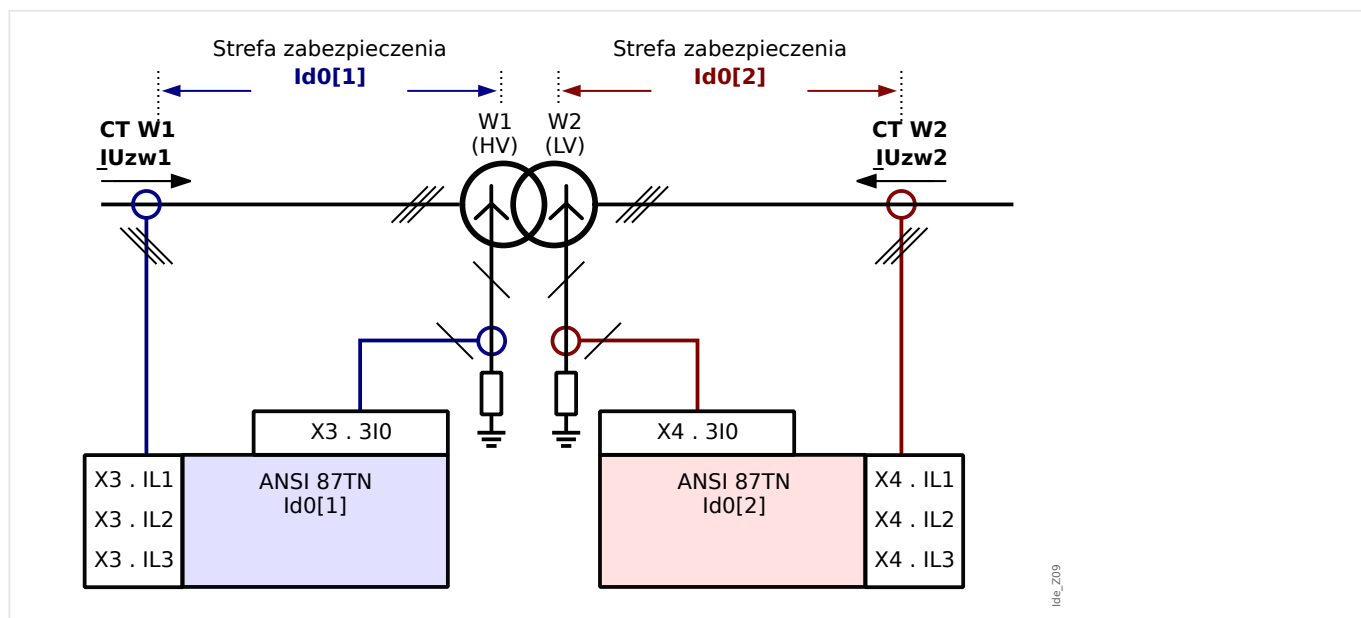 Strefa zabezpieczenia
Id0[1]
Strefa zabezpieczenia
Id0[2]
CT W1
IUzw1
W1
(HV)
W2
(LV)
CT W2
IUzw2
X3 . 3I0
X4 . 3I0
X3 . IL1
X3 . IL2
X3 . IL3
ANSI 87TN
Id0[1]
ANSI 87TN
Id0[2]
X4 . IL1
X4 . IL2
X4 . IL3
Ide_Z09